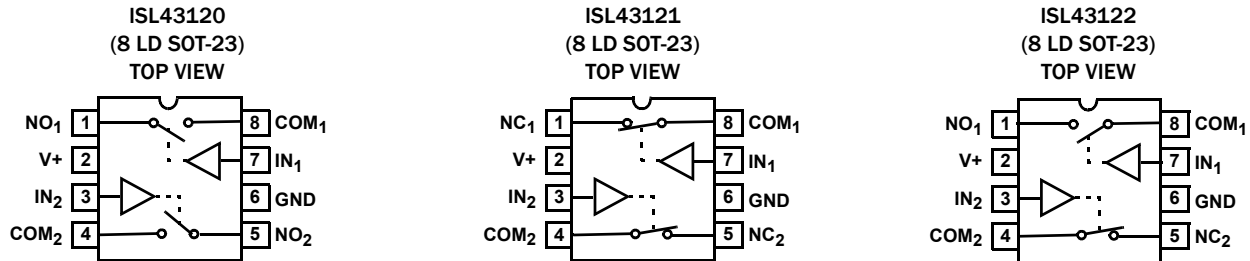 ISL43120
(8 LD SOT-23)
TOP VIEW
NO1 1 8 COM1
V+ 2 7 IN1
IN2 3 6 GND
COM2 4 5 NO2
ISL43121
(8 LD SOT-23)
TOP VIEW
NC1 1 8 COM1
V+ 2 7 IN1
IN2 3 6 GND
COM2 4 5 NC2
ISL43122
(8 LD SOT-23)
TOP VIEW
NO1 1 8 COM1
V+ 2 7 IN1
IN2 3 6 GND
COM2 4 5 NC2